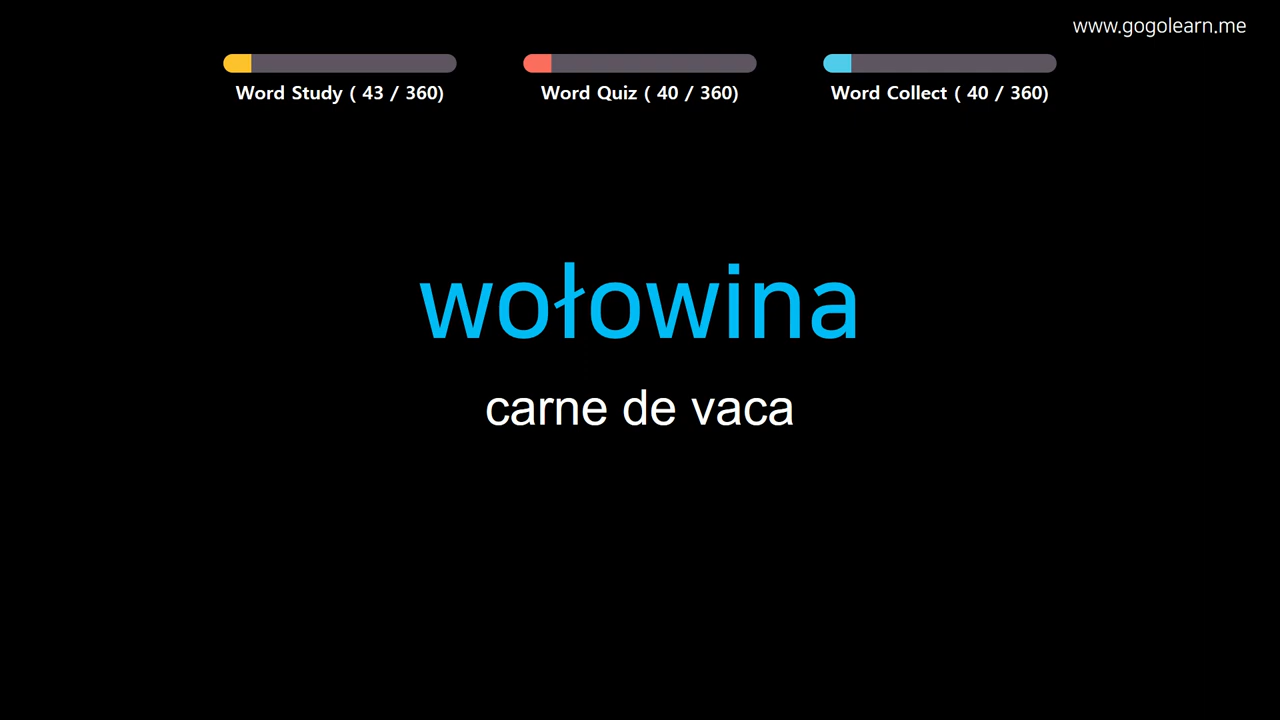 www.gogolearn.me
Word Study ( 43 / 360)
Word Quiz ( 40 / 360)
Word Collect ( 40 / 360)
wołowina
carne de vaca